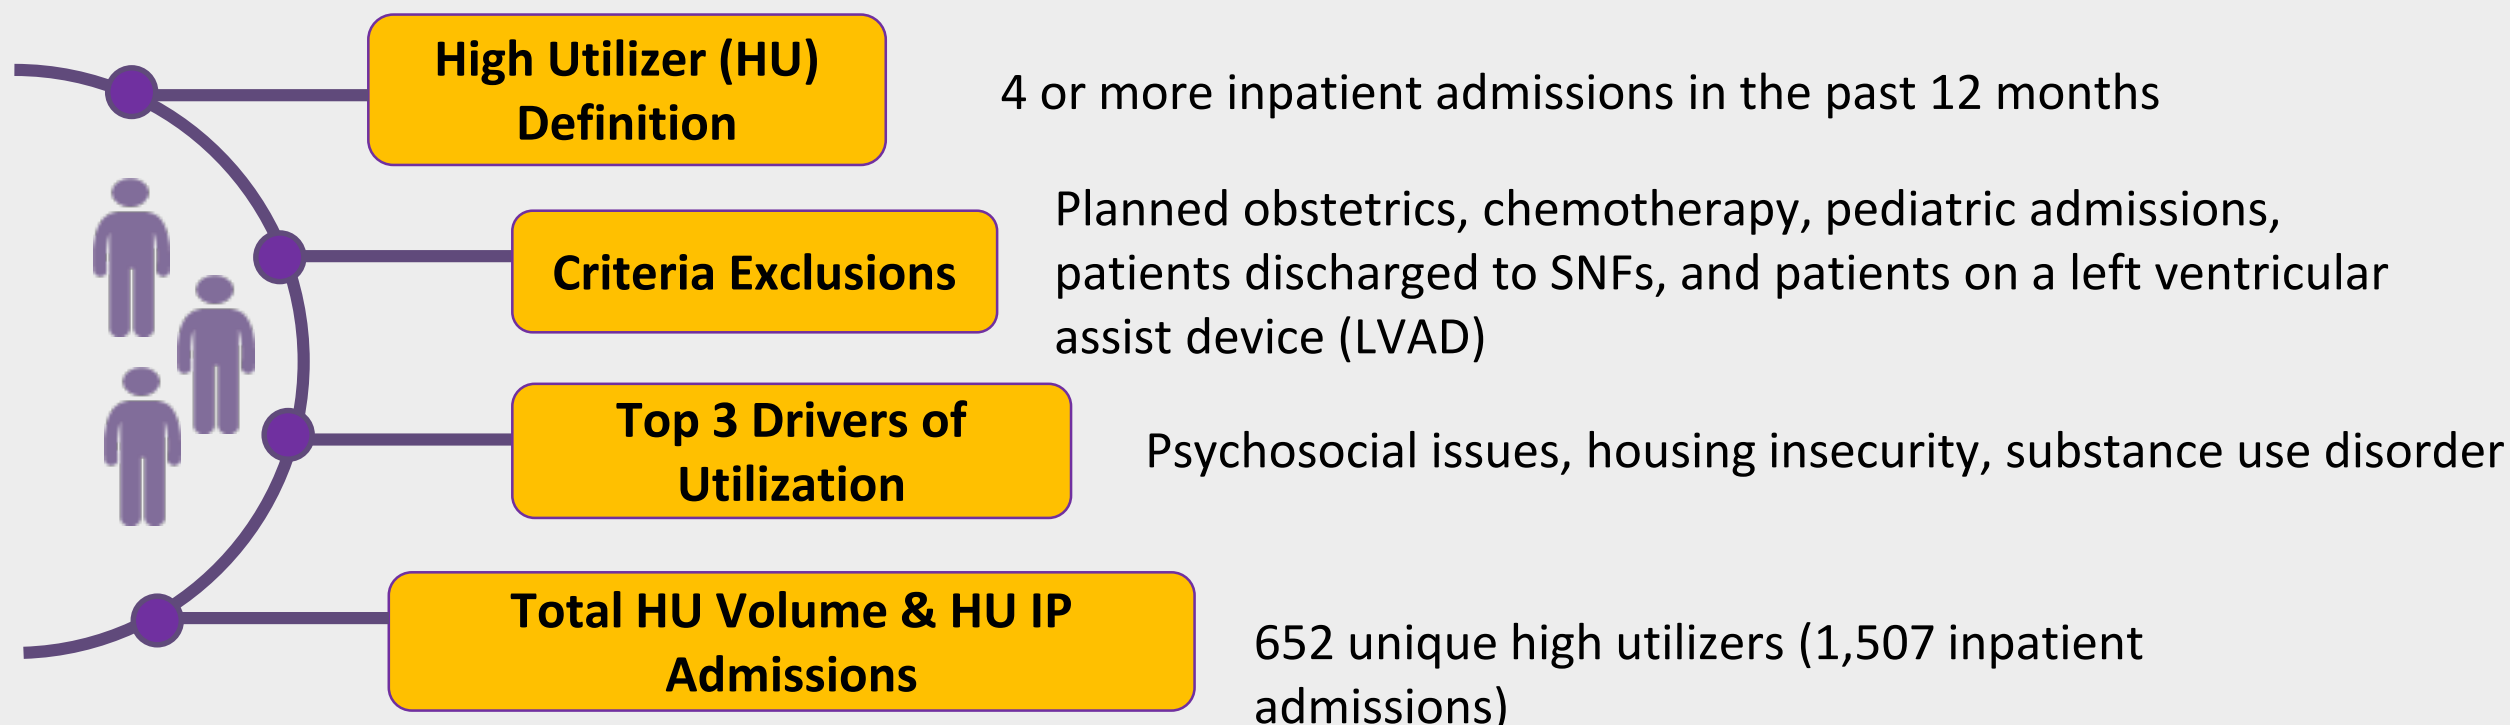 High Utilizer (HU)
Definition
4 or more inpatient admissions in the past 12 months
Criteria Exclusions
Planned obstetrics, chemotherapy, pediatric admissions,
patients discharged to SNFs, and patients on a left ventricular
assist device (LVAD)
Top 3 Drivers of
Utilization
Psychosocial issues, housing insecurity, substance use disorder
Total HU Volume & HU IP
Admissions
652 unique high utilizers (1,507 inpatient
admissions)